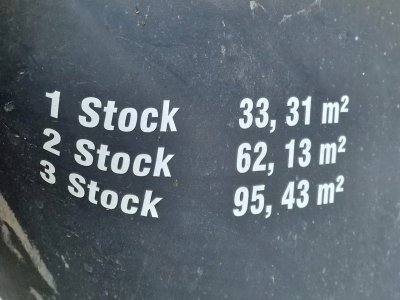 1 Stock 33, 31 m²
2 Stock 62, 13 m²
3 Stock 95, 43 m²